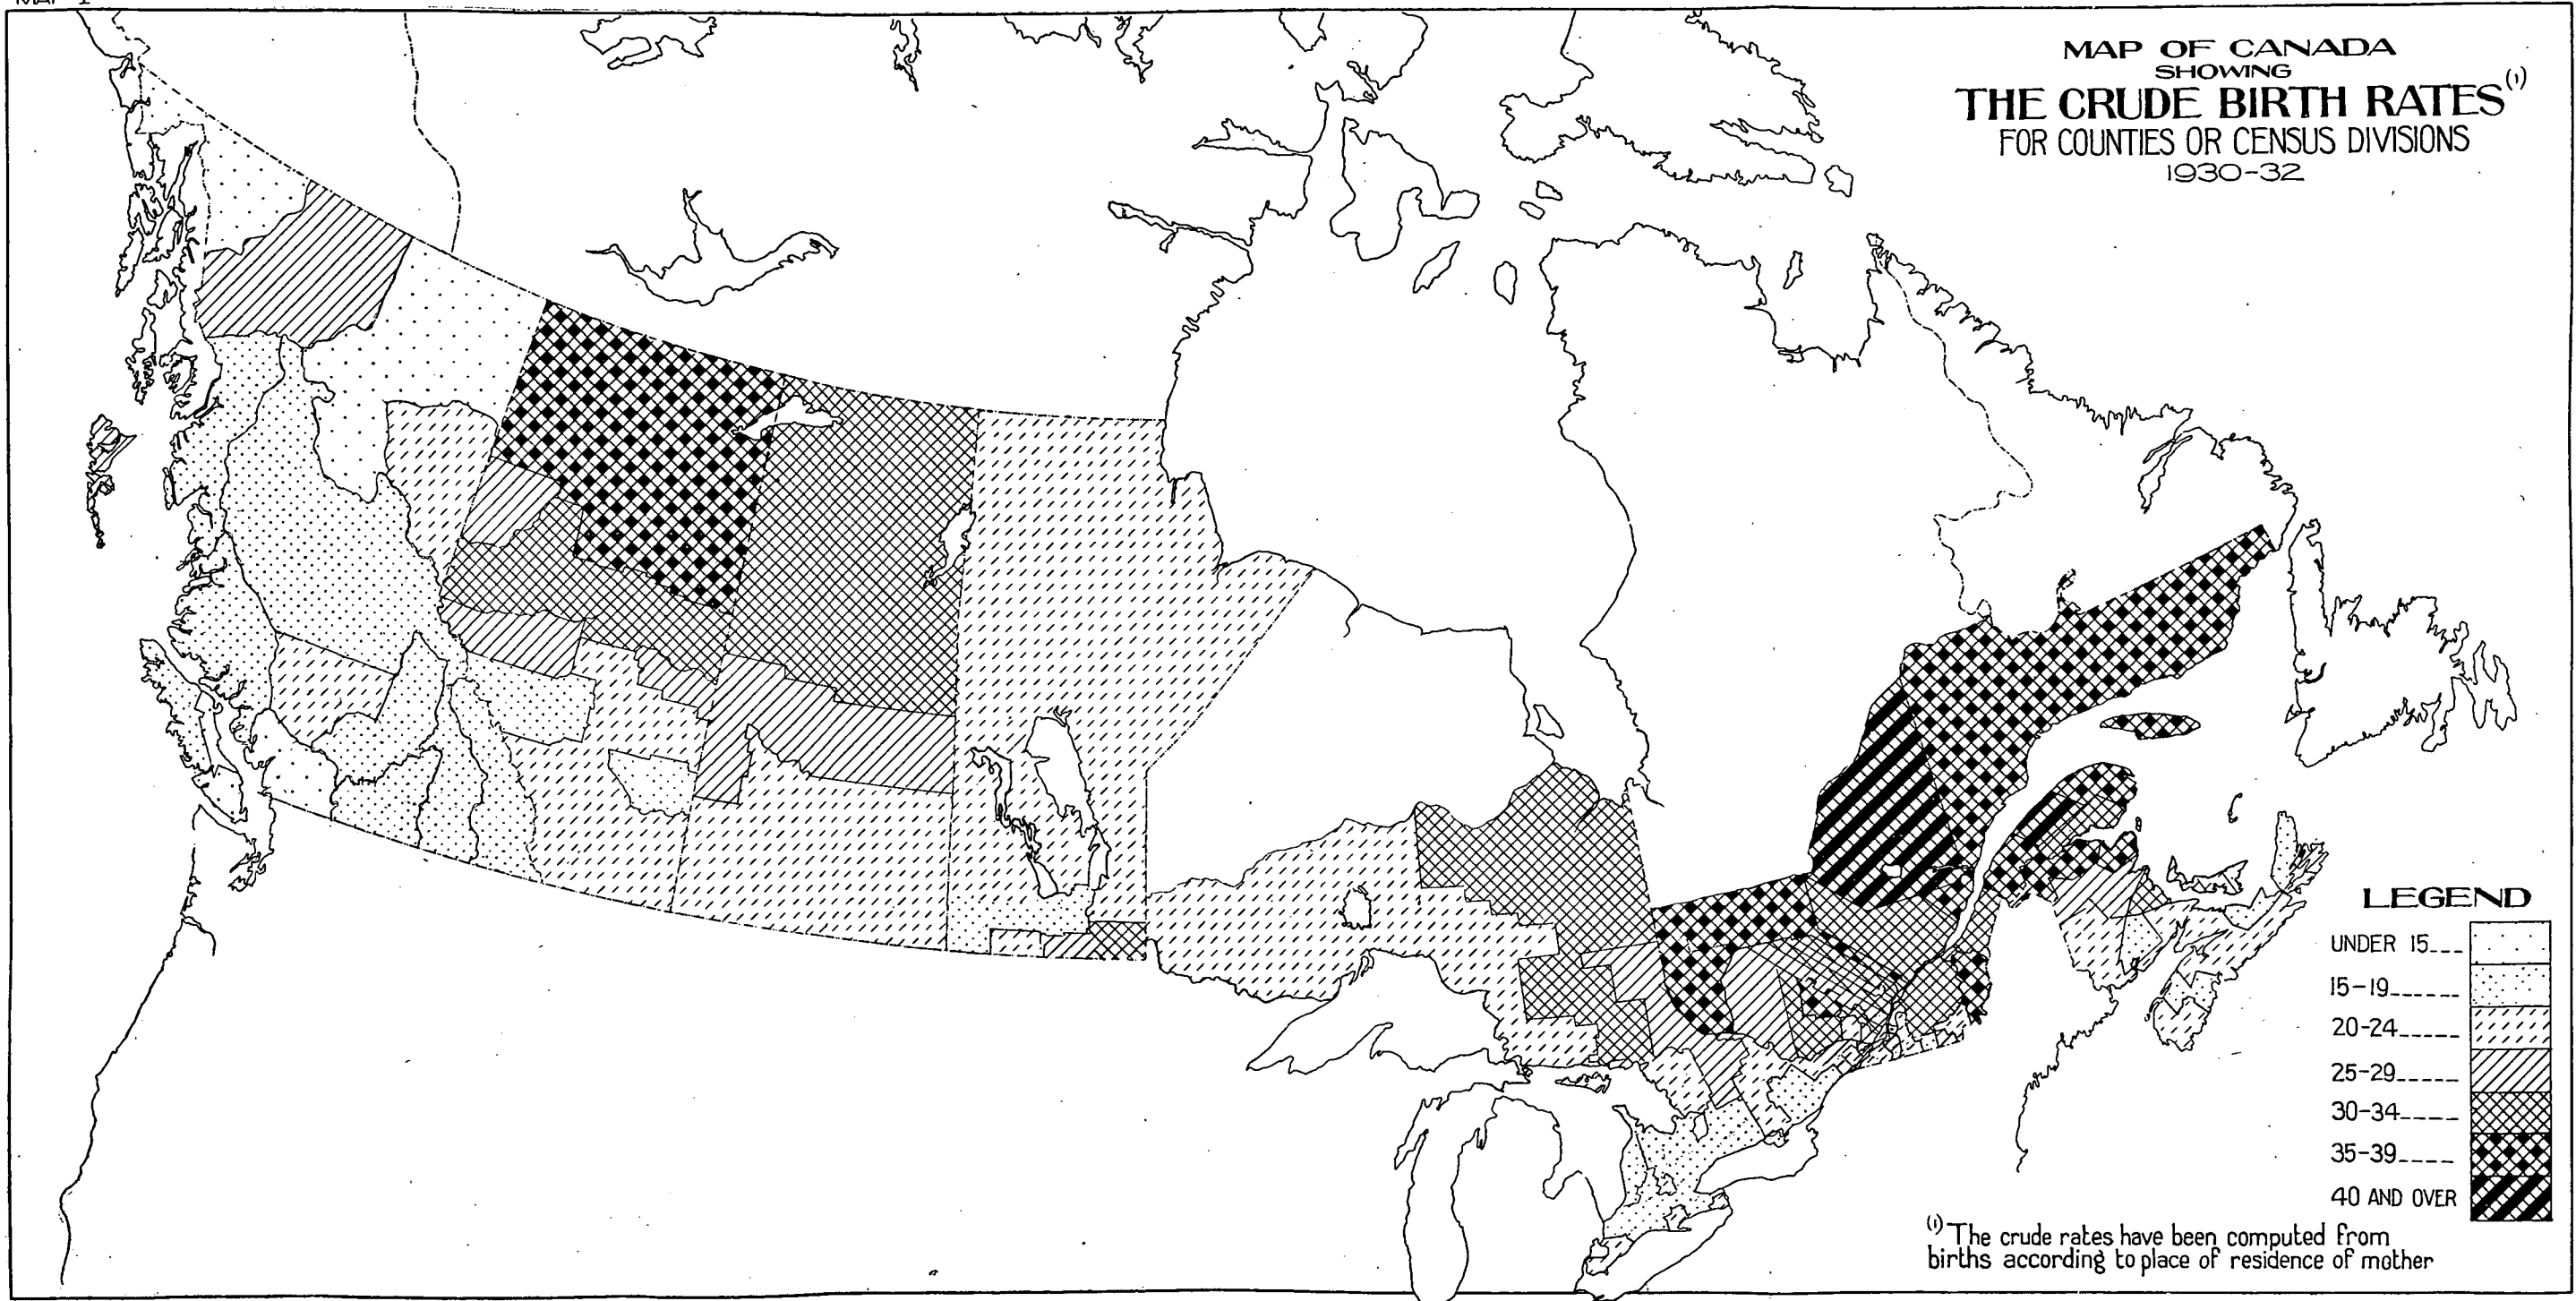 MAP 1
MAP OF CANADA
SHOWING
THE CRUDE BIRTH RATES(1)
FOR COUNTIES OR CENSUS DIVISIONS
1930-32
LEGEND
UNDER 15
15-19
20-24
25-29
30-34
35-39
40 AND OVER
(1) The crude rates have been computed from
births according to place of residence of mother